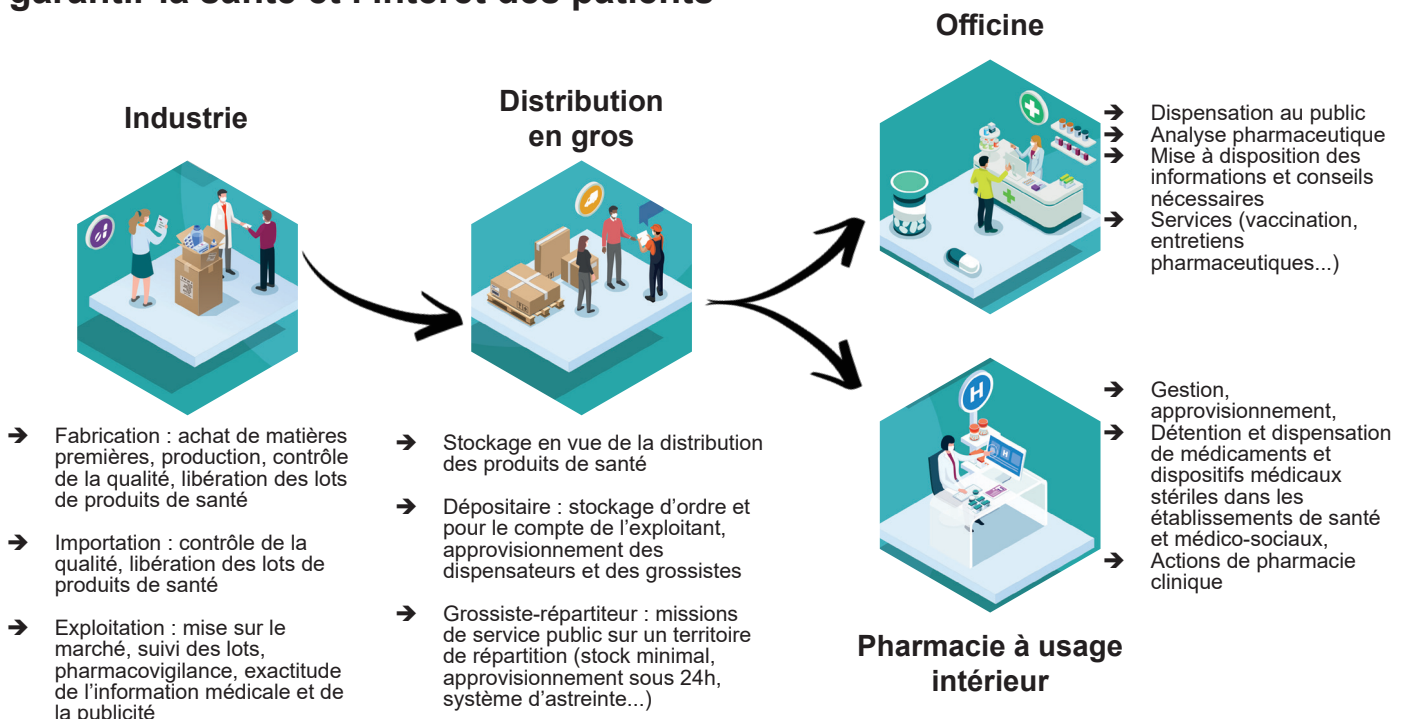 garantir la santé et l'intérêt des patients
Industrie
➔ Fabrication : achat de matières
premières, production, contrôle
de la qualité, libération des lots
de produits de santé
➔ Importation : contrôle de la
qualité, libération des lots de
produits de santé
➔ Exploitation : mise sur le
marché, suivi des lots,
pharmacovigilance, exactitude
de l’information médicale et de
la publicité
Distribution
en gros
➔ Stockage en vue de la distribution
des produits de santé
➔ Dépositaire : stockage d’ordre et
pour le compte de l’exploitant,
approvisionnement des
dispensateurs et des grossistes
➔ Grossiste-répartiteur : missions
de service public sur un territoire
de répartition (stock minimal,
approvisionnement sous 24h,
système d’astreinte...)
Officine
➔ Dispensation au public
➔ Analyse pharmaceutique
➔ Mise à disposition des
informations et conseils
nécessaires
➔ Services (vaccination,
entretiens
pharmaceutiques...)
H
H
➔ Gestion,
approvisionnement,
➔ Détention et dispensation
de médicaments et
dispositifs médicaux
stériles dans les
établissements de santé
et médico-sociaux,
➔ Actions de pharmacie
clinique
Pharmacie à usage
intérieur